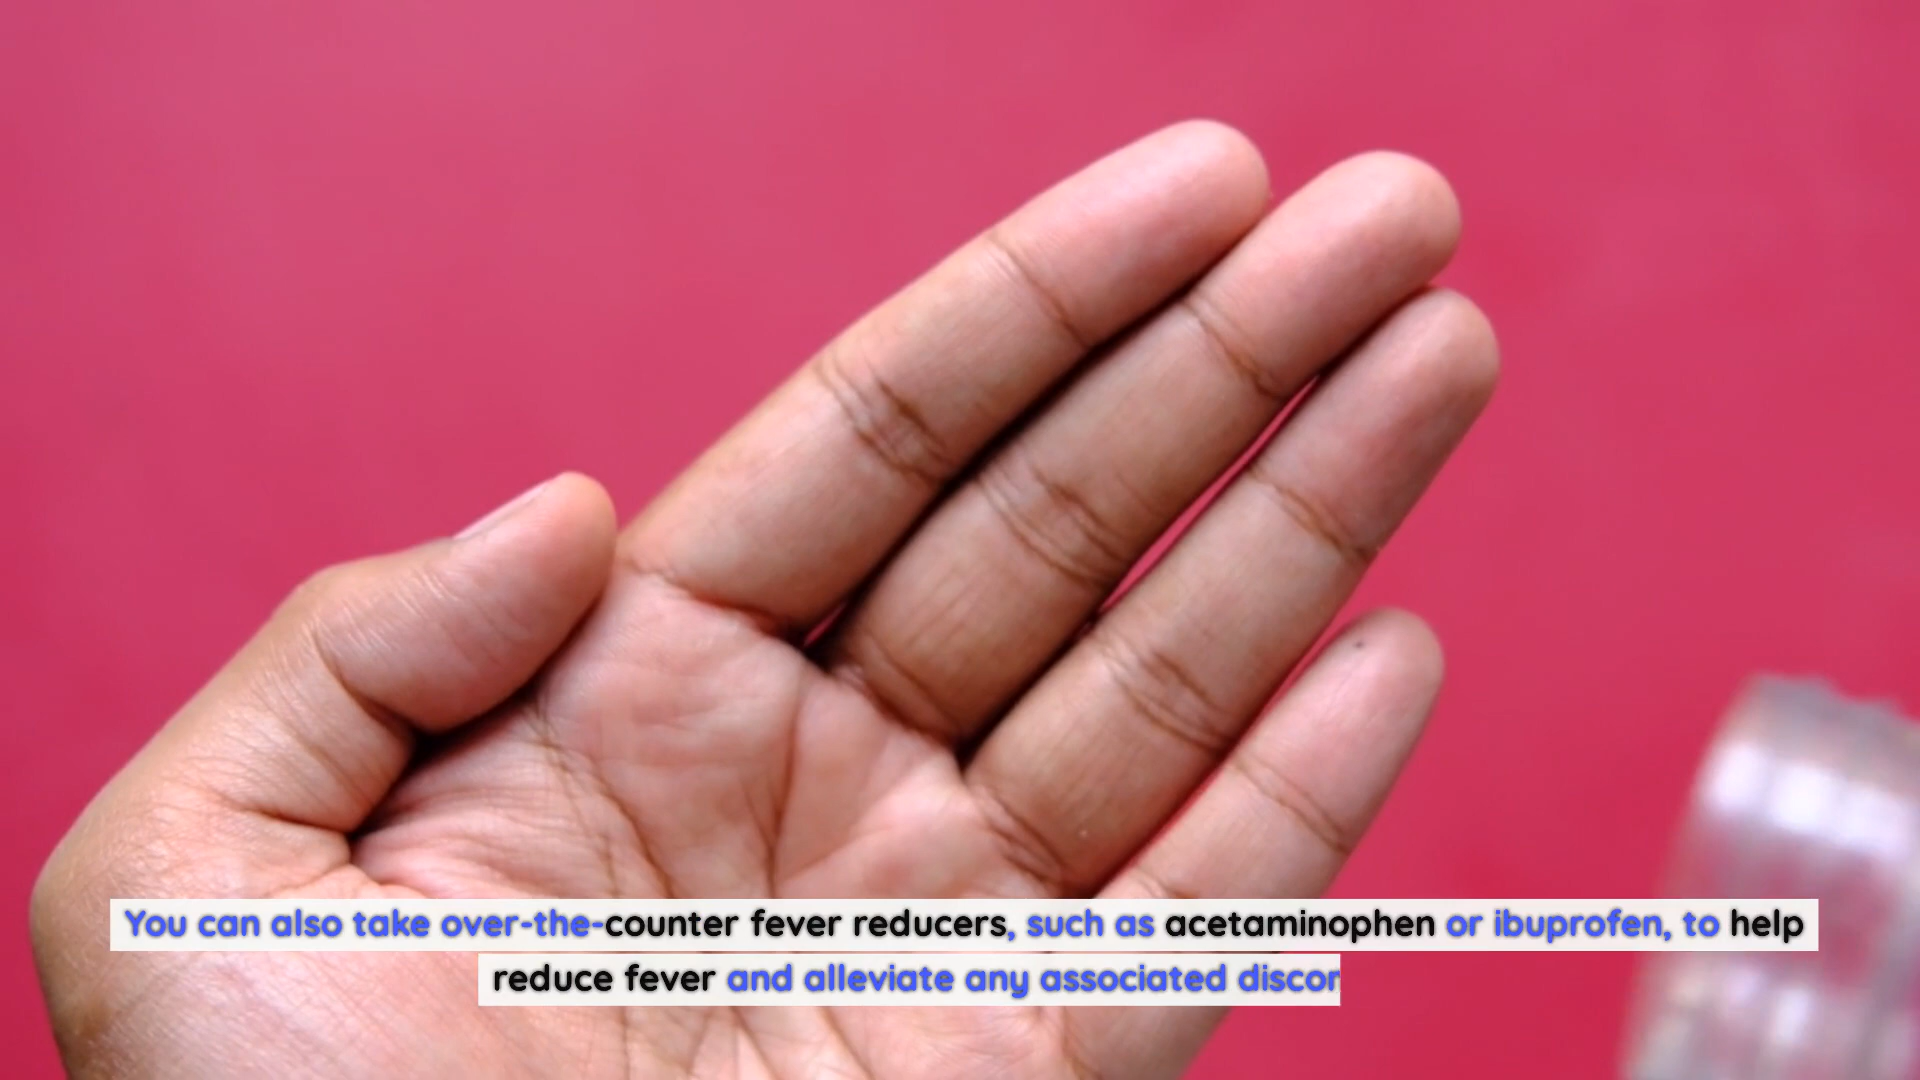 You can also take over-the-counter fever reducers, such as acetaminophen or ibuprofen, to help
reduce fever and alleviate any associated